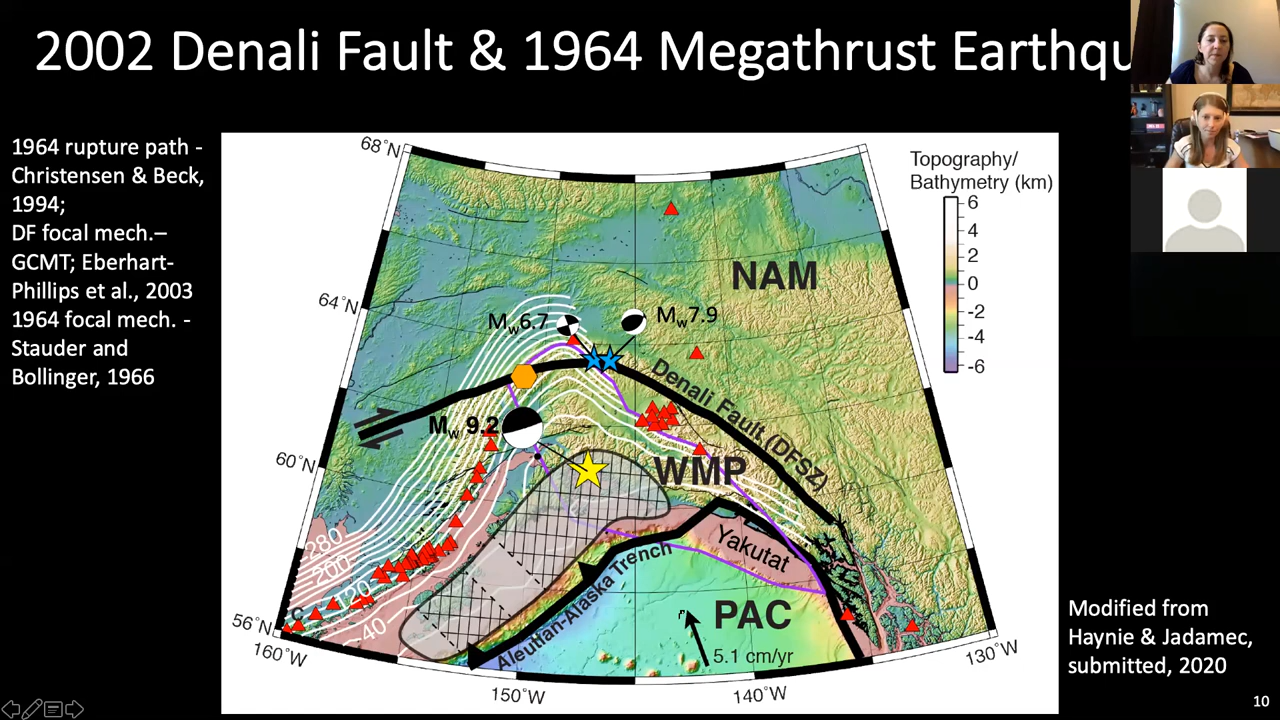 2002 Denali Fault & 1964 Megathrust Earthqu
1964 rupture path -
Christensen & Beck,
1994;
DF focal mech.–
GCMT; Eberhart-
Phillips et al., 2003
1964 focal mech. -
Stauder and
Bollinger, 1966
68°N
64°N
60°N
56°N
160°W
150°W
140°W
130°W
Topography/
Bathymetry (km)
6
4
2
0
-2
-4
-6
NAM
Mw6.7
Mw7.9
Mw 9.2
Denali Fault (DFSZ)
WMP
Yakutat
Aleutian-Alaska Trench
PAC
5.1 cm/yr
280
200
120
40
Modified from
Haynie & Jadamec,
submitted, 2020
10